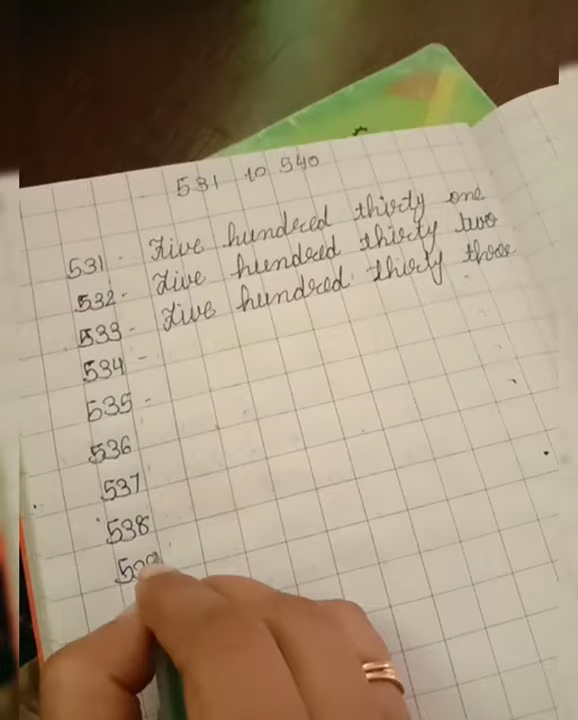 531 to 540
531 - Five hundred thirty one
532 - Five hundred thirty two
533 - Five hundred thirty three
534 -
535 -
536
537
538